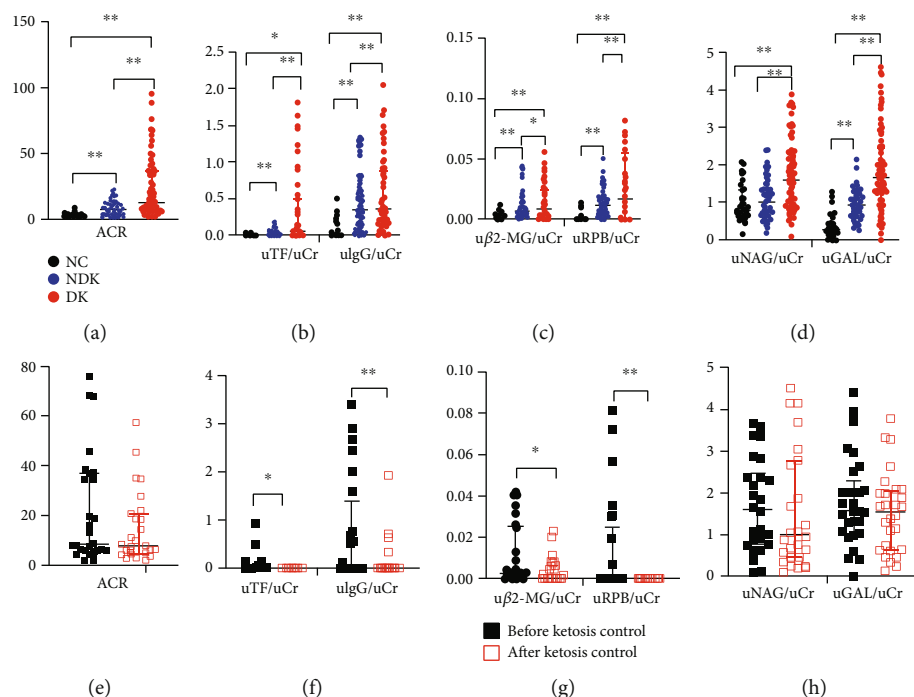 150
100
50
0
**
**
**
ACR
NC
NDK
DK
(a)
2.5
2.0
1.5
1.0
0.5
0.0
*
**
**
**
**
**
uTF/uCr
uIgG/uCr
(b)
0.15
0.10
0.05
0.00
**
**
**
*
**
**
uβ2-MG/uCr
uRPB/uCr
(c)
5
4
3
2
1
0
**
**
**
**
**
uNAG/uCr
uGAL/uCr
(d)
80
60
40
20
0
ACR
(e)
4
3
2
1
0
*
**
uTF/uCr
uIgG/uCr
(f)
0.10
0.08
0.06
0.04
0.02
0.00
*
**
uβ2-MG/uCr
uRPB/uCr
Before ketosis control
After ketosis control
(g)
5
4
3
2
1
0
uNAG/uCr
uGAL/uCr
(h)